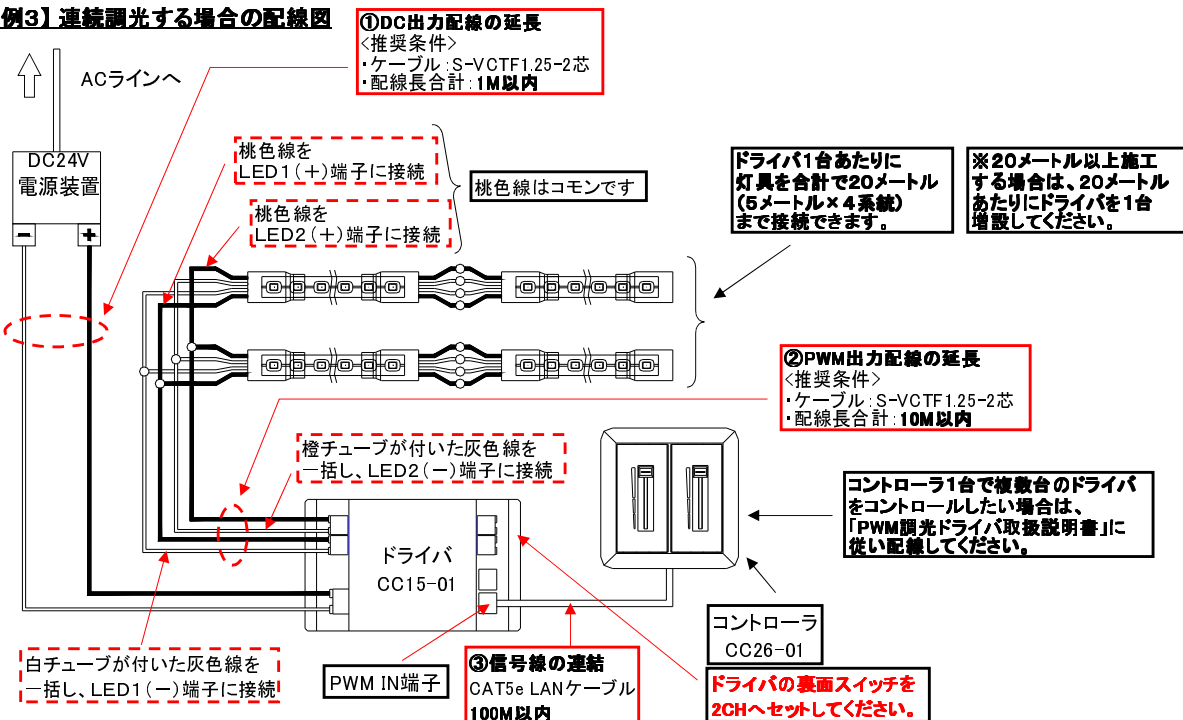 例3】連続調光する場合の配線図
①DC出力配線の延長
<推奨条件>
・ケーブル:S-VCTF1.25-2芯
・配線長合計:1M以内
ACラインへ
DC24V
電源装置
-
+
桃色線を
LED1(+)端子に接続
桃色線を
LED2(+)端子に接続
桃色線はコモンです
ドライバ1台あたりに
灯具を合計で20メートル
(5メートル×4系統)
まで接続できます。
※20メートル以上施工
する場合は、20メートル
あたりにドライバを1台
増設してください。
②PWM出力配線の延長
<推奨条件>
・ケーブル:S-VCTF1.25-2芯
・配線長合計:10M以内
橙チューブが付いた灰色線を
一括し、LED2(-)端子に接続
ドライバ
CC15-01
コントローラ1台で複数台のドライバ
をコントロールしたい場合は、
「PWM調光ドライバ取扱説明書」に
従い配線してください。
コントローラ
CC26-01
白チューブが付いた灰色線を
一括し、LED1(-)端子に接続
PWM IN端子
③信号線の連結
CAT5e LANケーブル
100M以内
ドライバの裏面スイッチを
2CHへセットしてください。